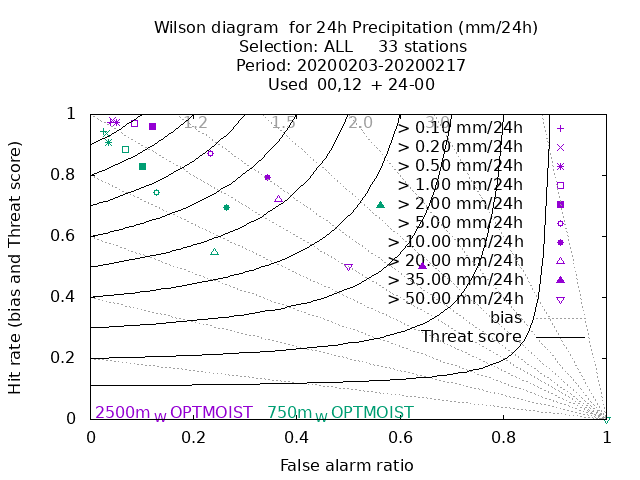 Wilson diagram for 24h Precipitation (mm/24h)
Selection: ALL 33 stations
Period: 20200203-20200217
Used 00,12 + 24-00
Hit rate (bias and Threat score)
1
0.8
0.6
0.4
0.2
0
1.2
1.5
2.0
3.0
> 0.10 mm/24h
> 0.20 mm/24h
> 0.50 mm/24h
> 1.00 mm/24h
> 2.00 mm/24h
> 5.00 mm/24h
> 10.00 mm/24h
> 20.00 mm/24h
> 35.00 mm/24h
> 50.00 mm/24h
bias
Threat score
2500m_W OPTMOIST 750m_W OPTMOIST
0 0.2 0.4 0.6 0.8 1
False alarm ratio